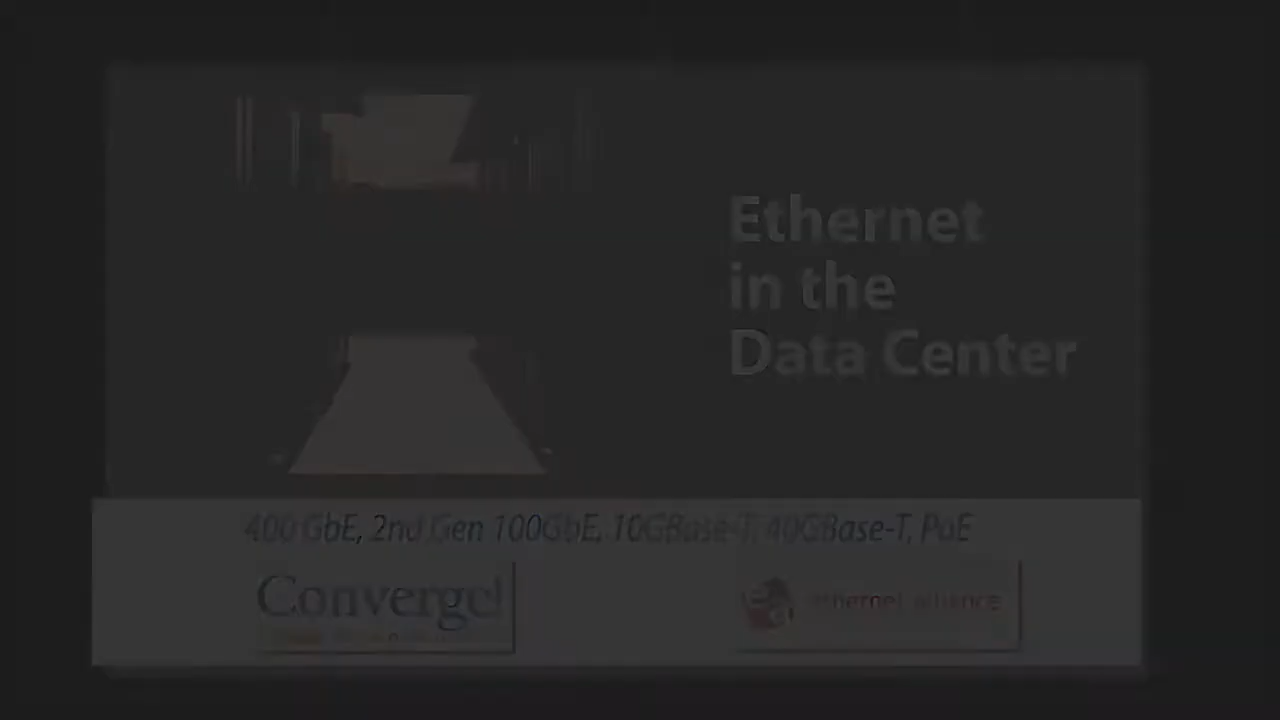 Ethernet
in the
Data Center
400 GbE, 2nd Gen 100GbE, 10GBase-T, 40GBase-T, PoE
Converge!
ethernet alliance